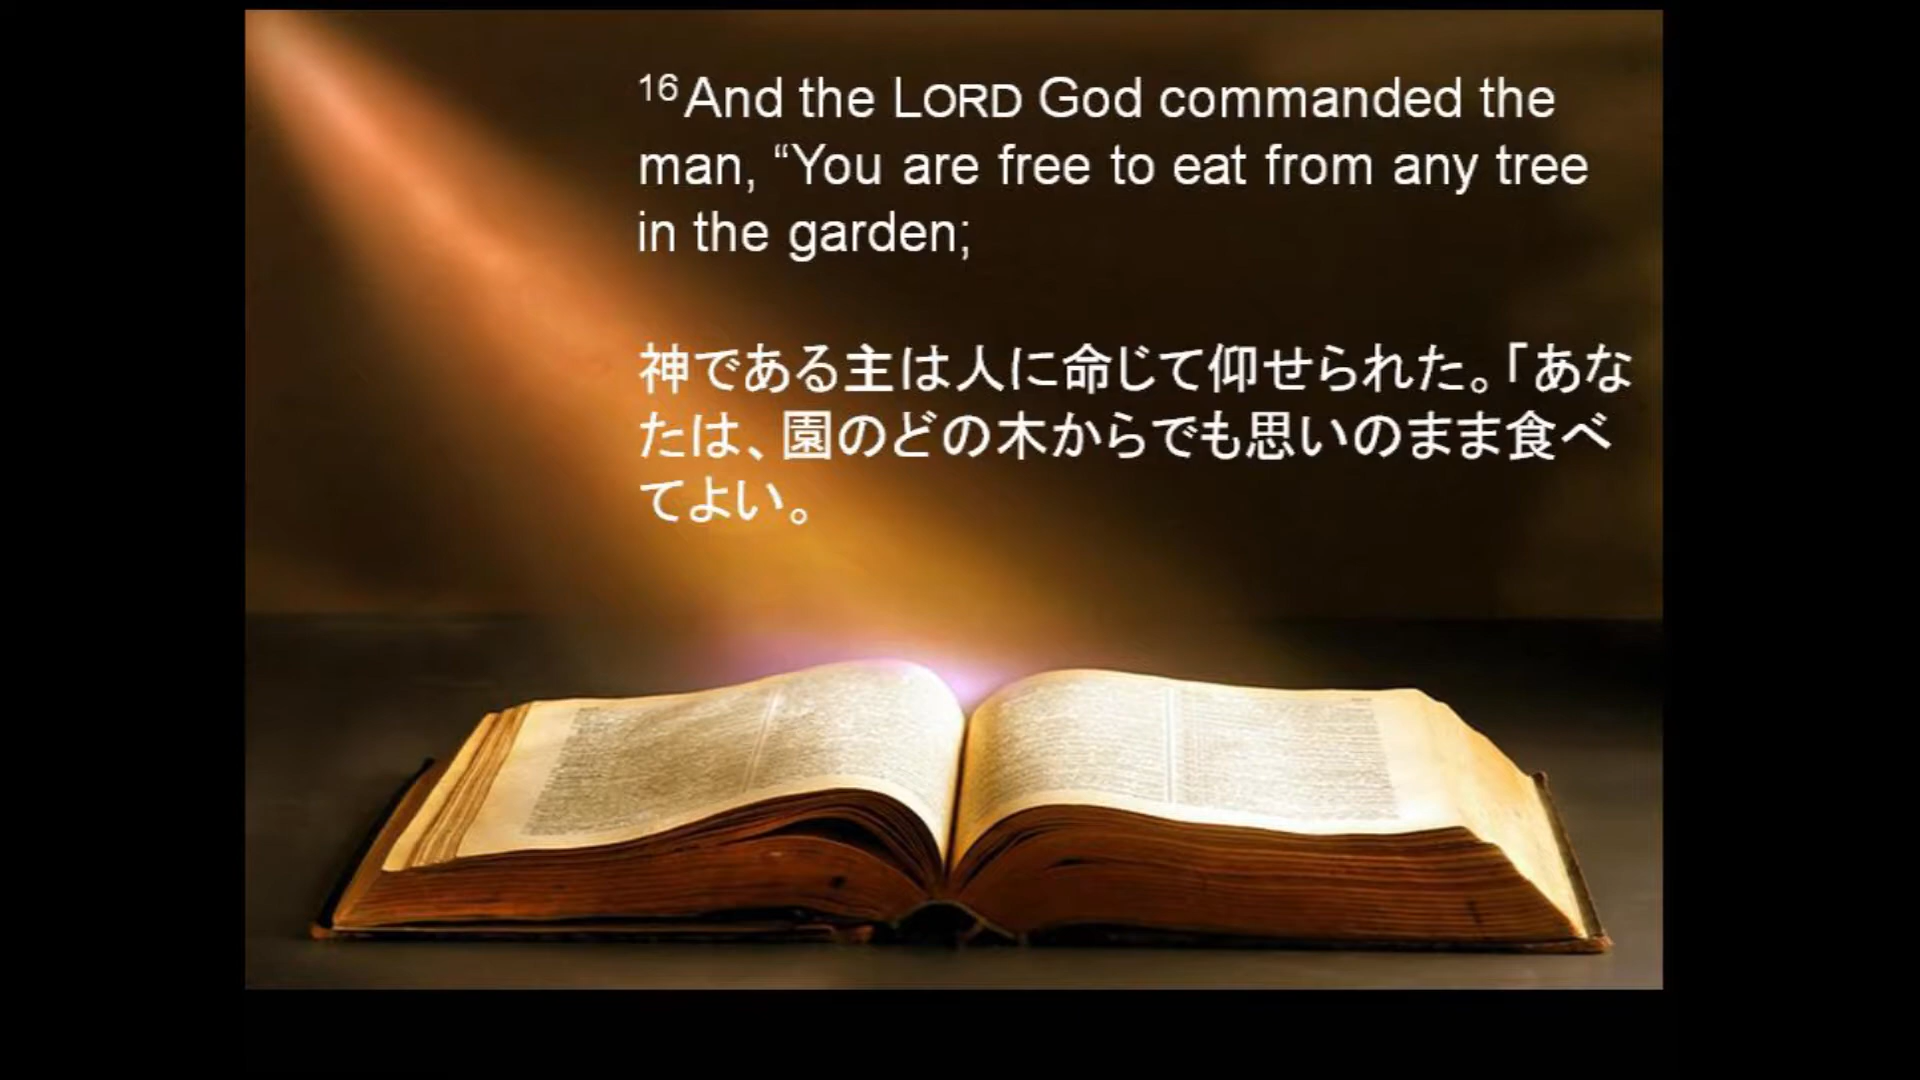 16 And the LORD God commanded the
man, “You are free to eat from any tree
in the garden;
神である主は人に命じて仰せられた。「あな
たは、園のどの木からでも思いのまま食べ
てよい。